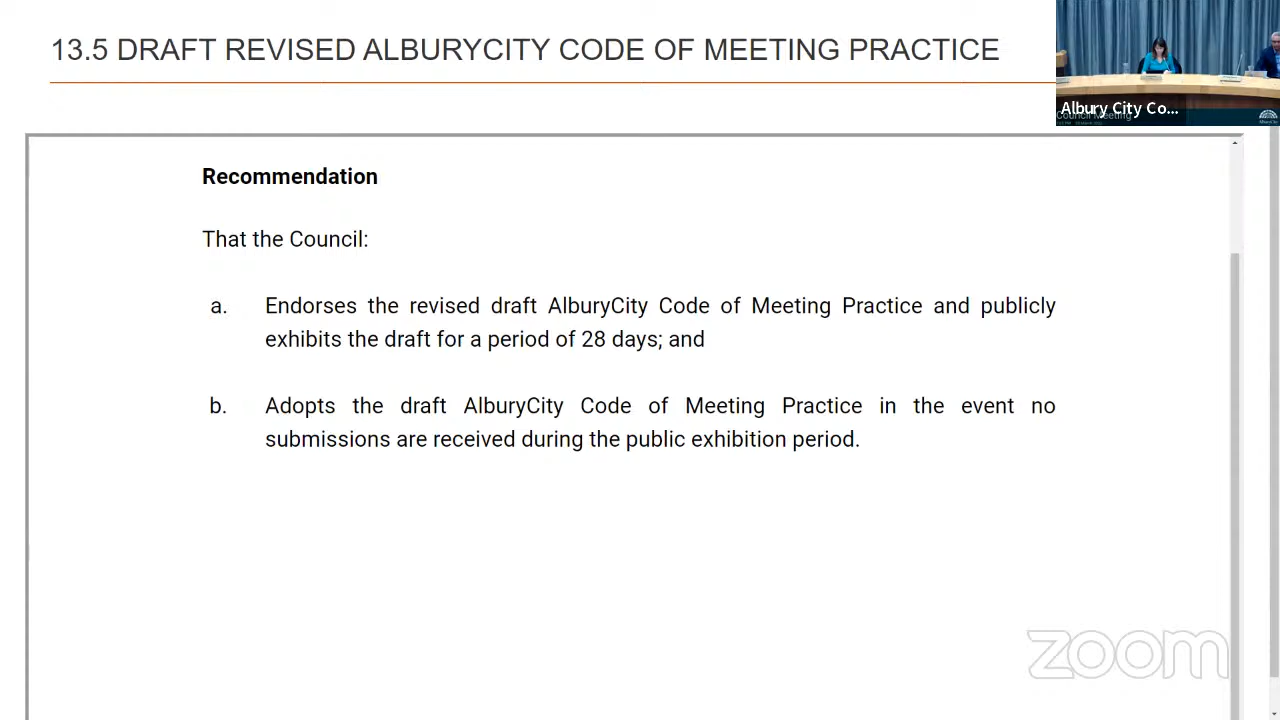 13.5 DRAFT REVISED ALBURYCITY CODE OF MEETING PRACTICE
Albury City Co...
Council Meeting
Recommendation
That the Council:
a. Endorses the revised draft AlburyCity Code of Meeting Practice and publicly
exhibits the draft for a period of 28 days; and
b. Adopts the draft AlburyCity Code of Meeting Practice in the event no
submissions are received during the public exhibition period.
zoom